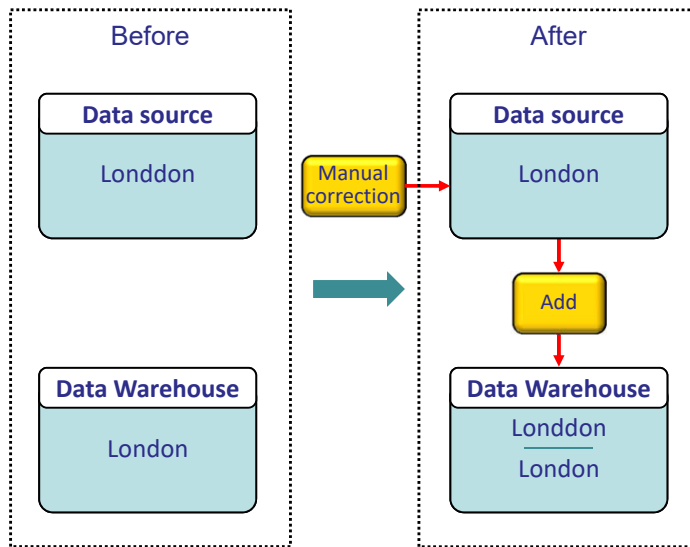 Before
After
Data source
Londdon
Data source
London
Manual
correction
Add
Data Warehouse
London
Data Warehouse
Londdon
London